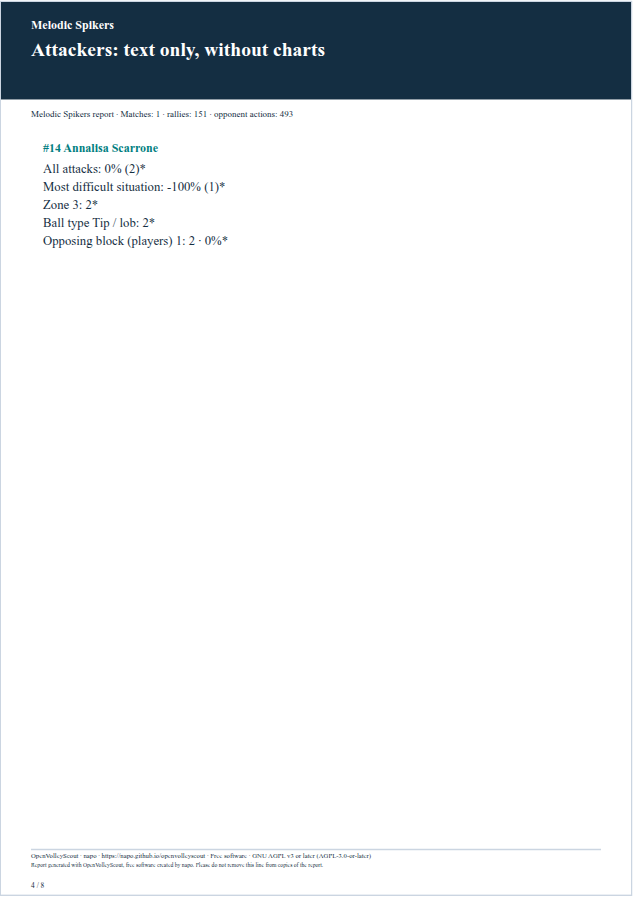 Melodic Spikers
Attackers: text only, without charts
Melodic Spikers report · Matches: 1 · rallies: 151 · opponent actions: 493
#14 Annalisa Scarrone
All attacks: 0% (2)*
Most difficult situation: -100% (1)*
Zone 3: 2*
Ball type Tip / lob: 2*
Opposing block (players) 1: 2 · 0%*
OpenVolleyScout · napo · https://napo.github.io/openvolleyscout · Free software · GNU AGPL v3 or later (AGPL-3.0-or-later)
Report generated with OpenVolleyScout, free software created by napo. Please do not remove this line from copies of the report.
4 / 8